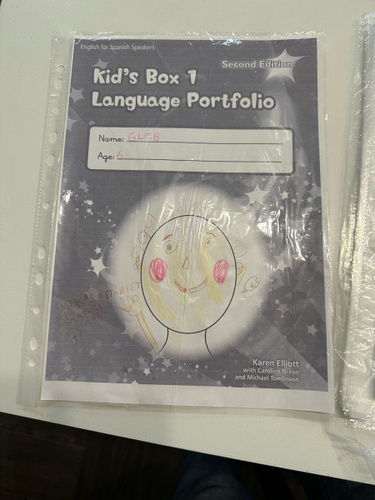 English for Spanish Speakers
Second Edition
Kid's Box 1
Language Portfolio
Name: GLEB
Age: 6
Karen Elliott
with Caroline Nixon
and Michael Tomlinson